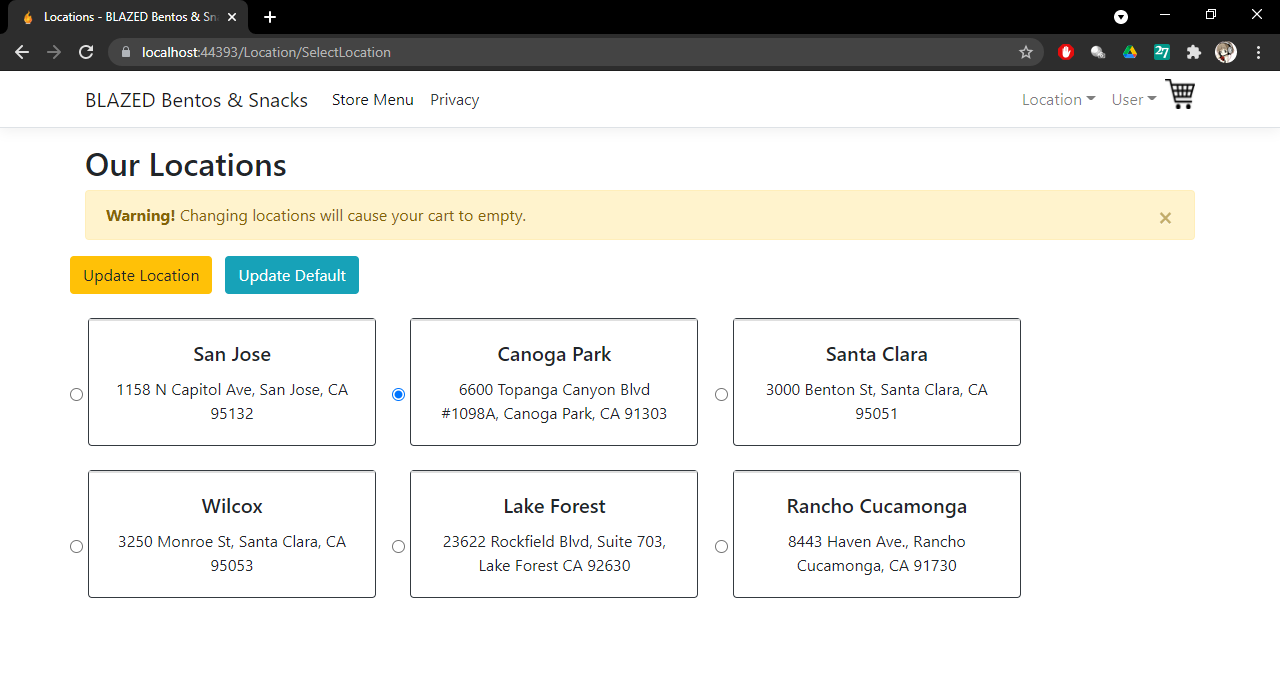 Locations - BLAZED Bentos & Sn
localhost:44393/Location/SelectLocation
27
BLAZED Bentos & Snacks Store Menu Privacy Location User
Our Locations
Warning! Changing locations will cause your cart to empty. ×
Update Location Update Default
San Jose
1158 N Capitol Ave, San Jose, CA
95132
Canoga Park
6600 Topanga Canyon Blvd
#1098A, Canoga Park, CA 91303
Santa Clara
3000 Benton St, Santa Clara, CA
95051
Wilcox
3250 Monroe St, Santa Clara, CA
95053
Lake Forest
23622 Rockfield Blvd, Suite 703,
Lake Forest CA 92630
Rancho Cucamonga
8443 Haven Ave., Rancho
Cucamonga, CA 91730